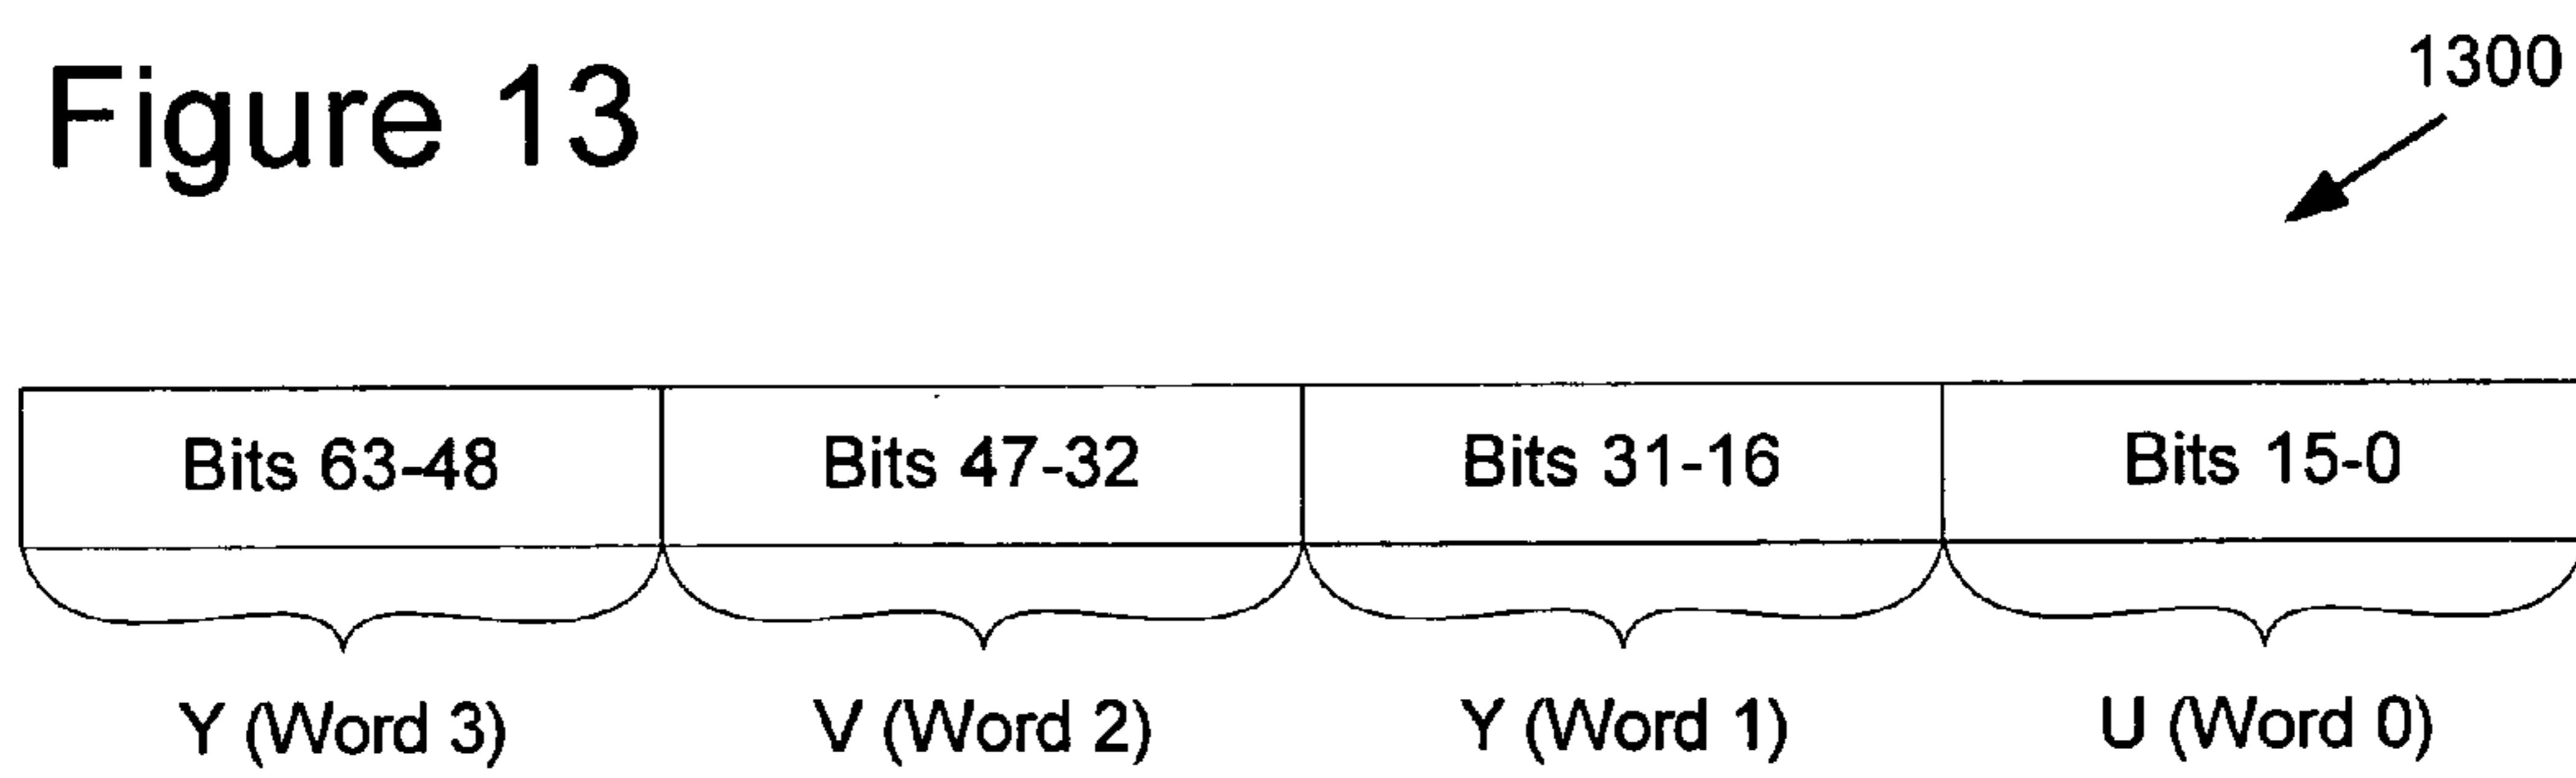 Figure 13
1300
Bits 63-48 Bits 47-32 Bits 31-16 Bits 15-0
Y (Word 3) V (Word 2) Y (Word 1) U (Word 0)